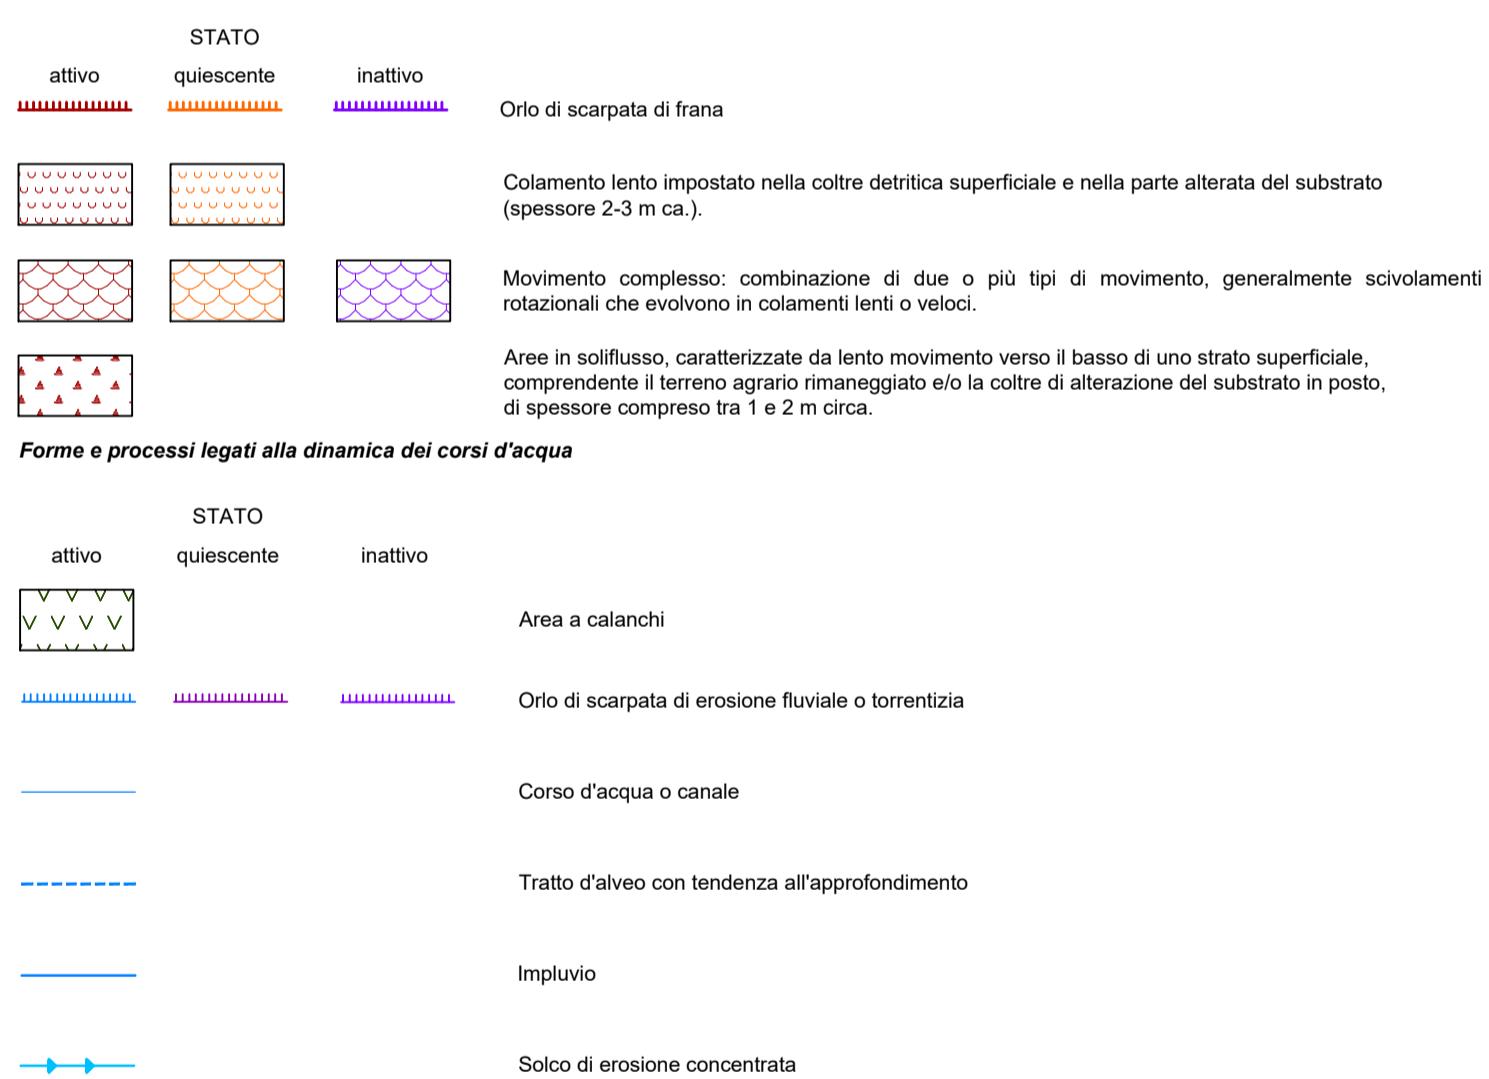 STATO
attivo quiescente inattivo
Orlo di scarpata di frana
Colamento lento impostato nella coltre detritica superficiale e nella parte alterata del substrato
(spessore 2-3 m ca.).
Movimento complesso: combinazione di due o più tipi di movimento, generalmente scivolamenti
rotazionali che evolvono in colamenti lenti o veloci.
Aree in soliflusso, caratterizzate da lento movimento verso il basso di uno strato superficiale,
comprendente il terreno agrario rimaneggiato e/o la coltre di alterazione del substrato in posto,
di spessore compreso tra 1 e 2 m circa.
Forme e processi legati alla dinamica dei corsi d'acqua
STATO
attivo quiescente inattivo
Area a calanchi
Orlo di scarpata di erosione fluviale o torrentizia
Corso d'acqua o canale
Tratto d'alveo con tendenza all'approfondimento
Impluvio
Solco di erosione concentrata